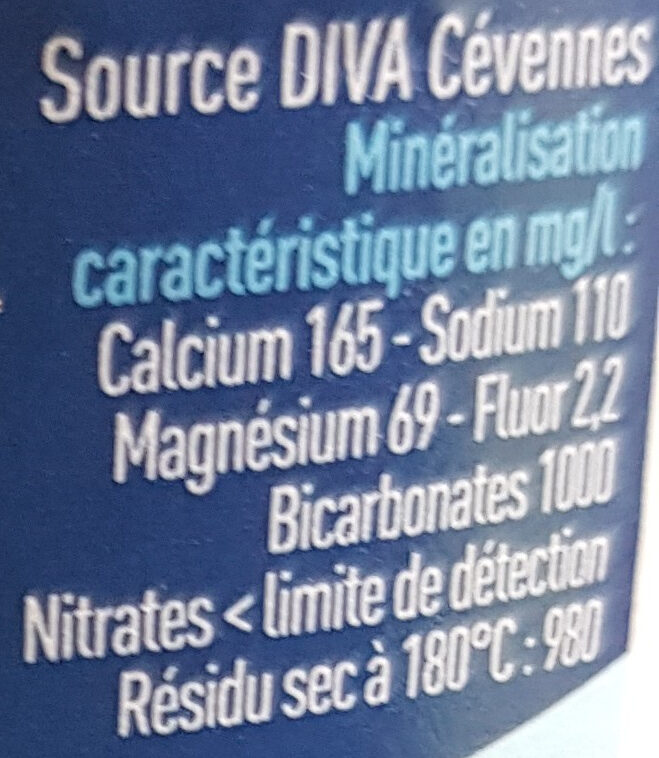 Source DIVA Cévennes
Minéralisation
caractéristique en mg/l :
Calcium 165 - Sodium 110
Magnésium 69 - Fluor 2,2
Bicarbonates 1000
Nitrates < limite de détection
Résidu sec à 180°C : 980